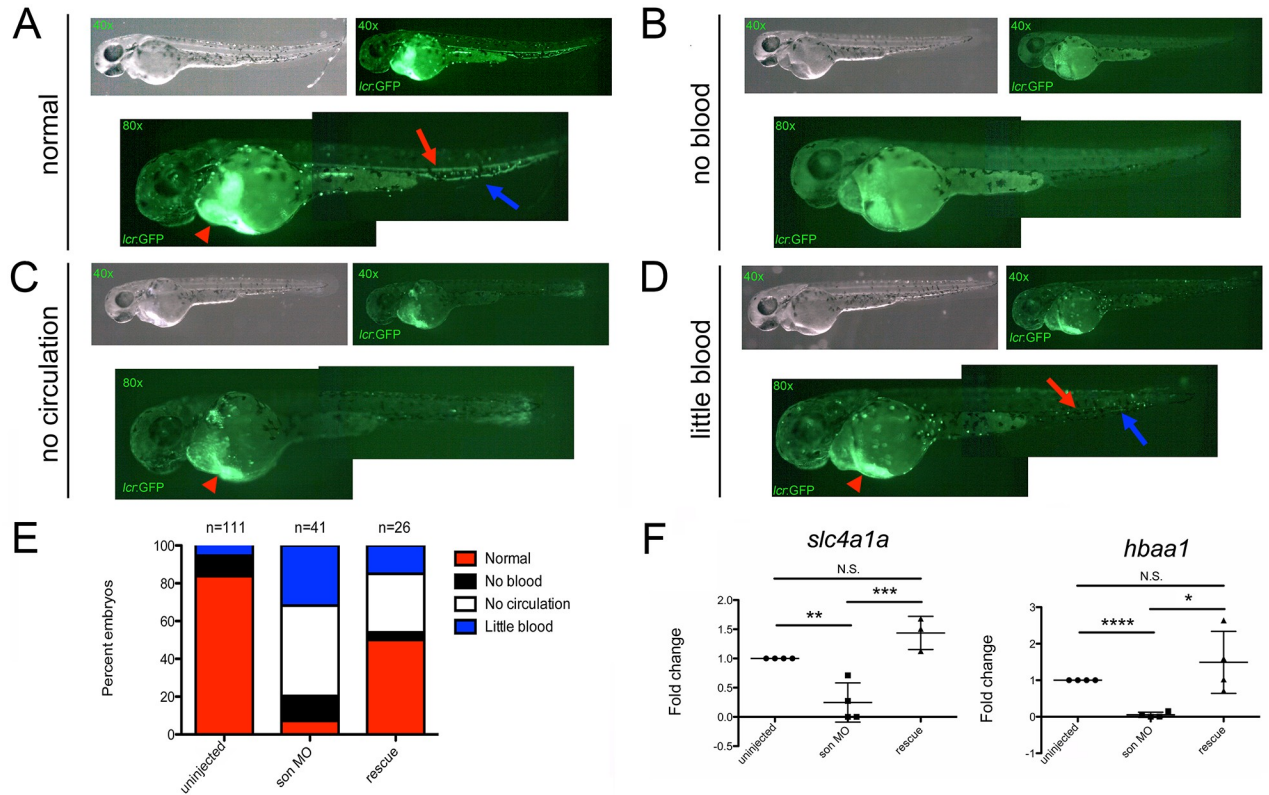 A
normal
40x
lcr:GFP
80x
lcr:GFP
B
no blood
40x
40x
lcr:GFP
80x
lcr:GFP
C
no circulation
40x
40x
lcr:GFP
80x
lcr:GFP
D
little blood
40x
40x
lcr:GFP
80x
lcr:GFP
E
n=111 n=41 n=26
Percent embryos
100
80
60
40
20
0
uninjected
son MO
rescue
Normal
No blood
No circulation
Little blood
F
slc4a1a
N.S.
***
**
Fold change
2.0
1.5
1.0
0.5
0.0
-0.5
uninjected
son MO
rescue
hbaa1
N.S.
*
****
Fold change
3
2
1
0
-1
uninjected
son MO
rescue